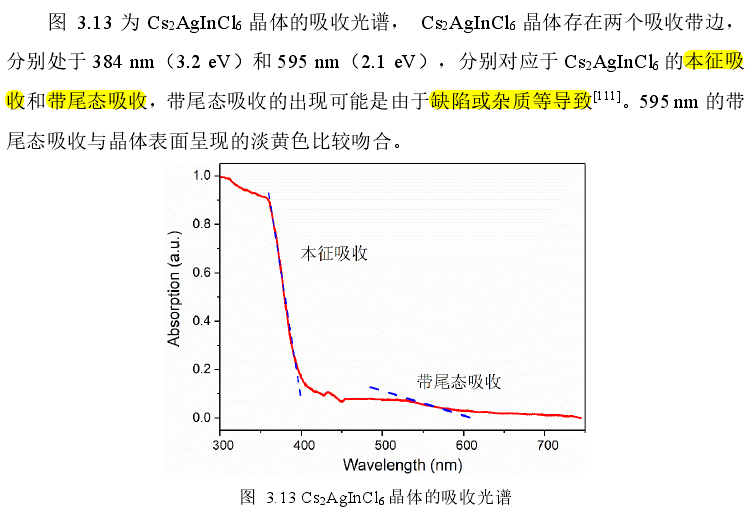 图 3.13 为 Cs₂AgInCl₆ 晶体的吸收光谱， Cs₂AgInCl₆ 晶体存在两个吸收带边，
分别处于 384 nm（3.2 eV）和 595 nm（2.1 eV），分别对应于 Cs₂AgInCl₆ 的本征吸
收和带尾态吸收，带尾态吸收的出现可能是由于缺陷或杂质等导致[111]。595 nm 的带
尾态吸收与晶体表面呈现的淡黄色比较吻合。
1.0
0.8
0.6
0.4
0.2
0.0
Absorption (a.u.)
本征吸收
带尾态吸收
300 400 500 600 700
Wavelength (nm)
图 3.13 Cs₂AgInCl₆ 晶体的吸收光谱